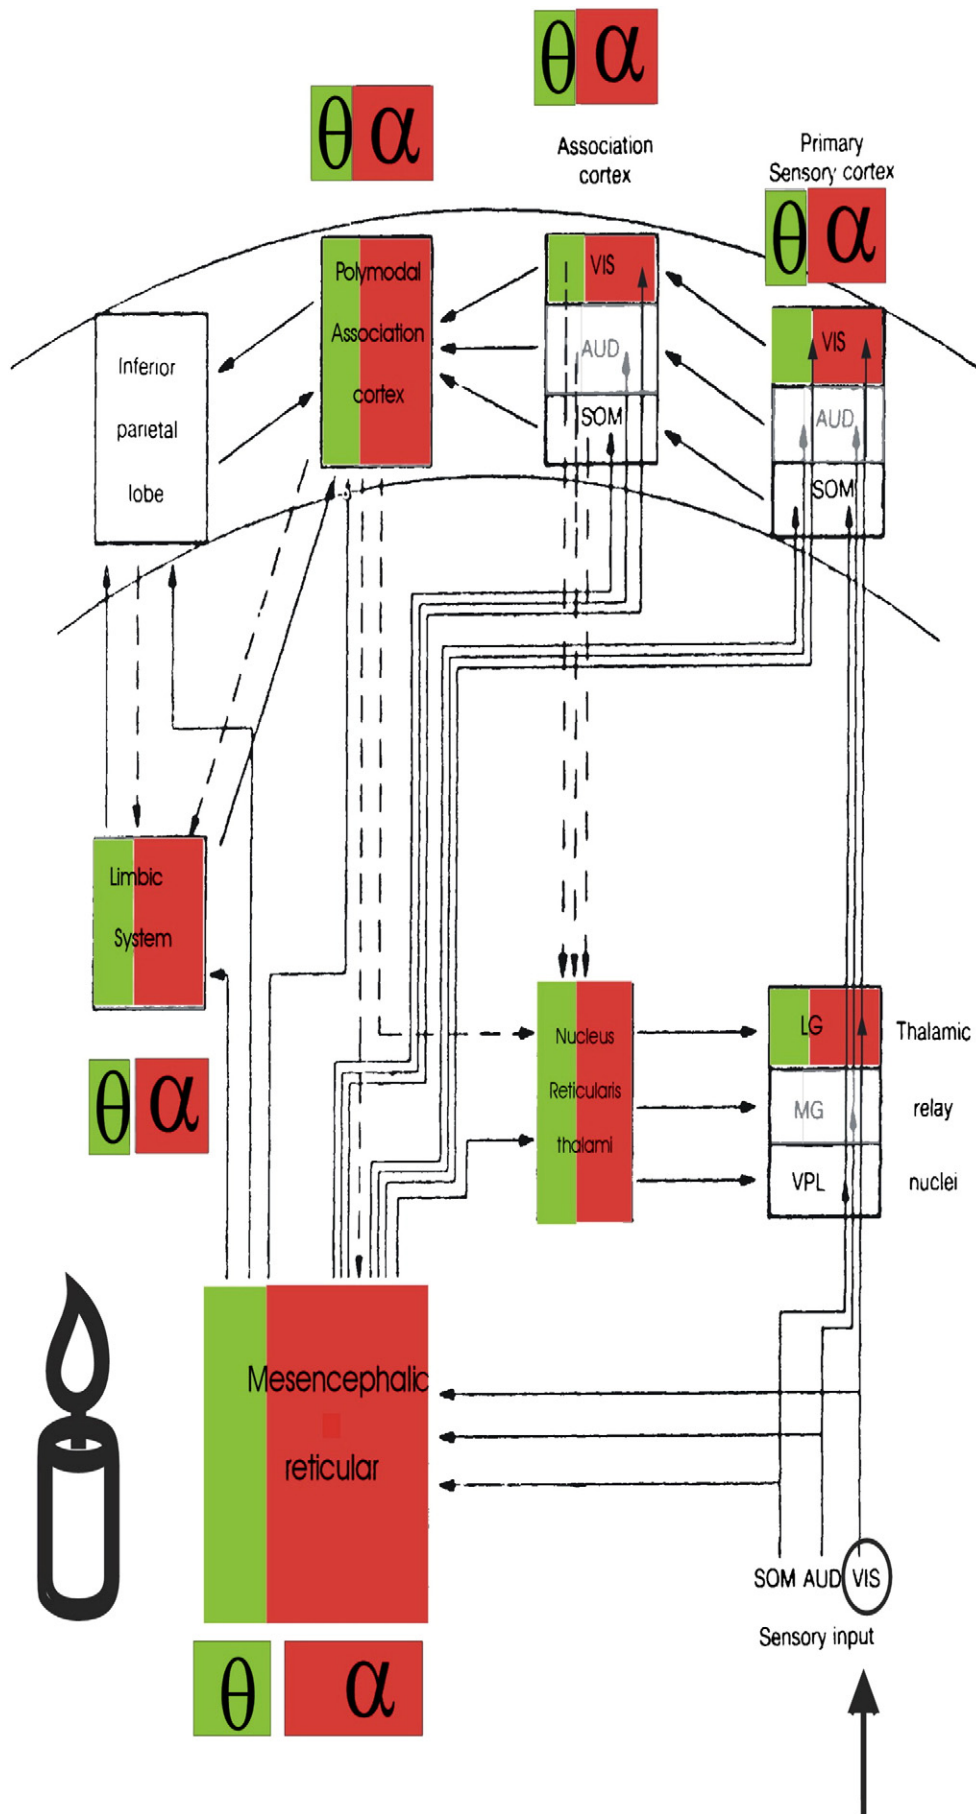 θ α
θ α
Association
cortex
Primary
Sensory cortex
θ α
Polymodal
Association
cortex
VIS
AUD
SOM
VIS
AUD
SOM
Inferior
parietal
lobe
Limbic
System
θ α
Nucleus
Reticularis
thalami
LG
MG
VPL
Thalamic
relay
nuclei
Mesencephalic
reticular
θ α
SOM AUD VIS
Sensory input